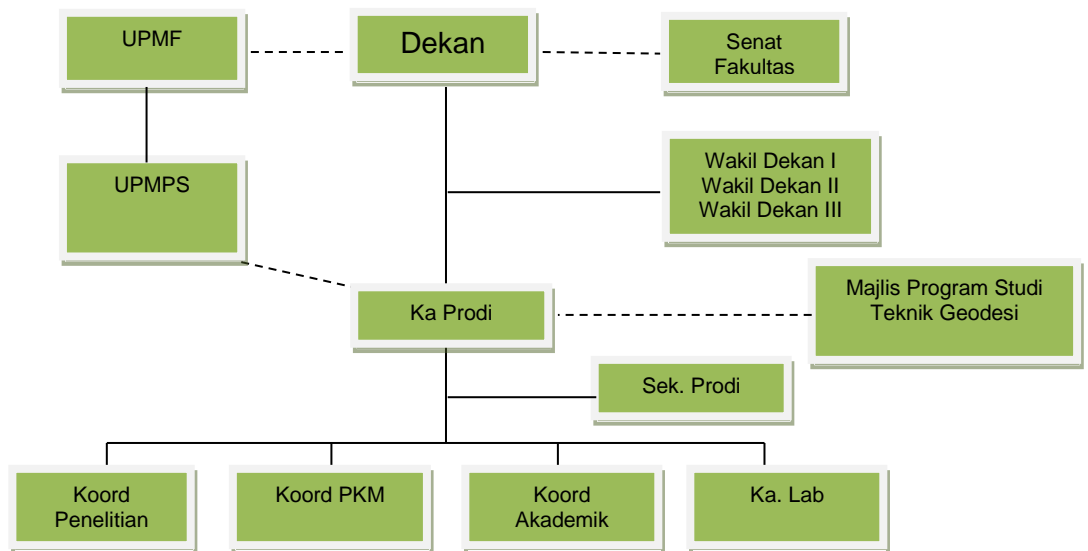 UPMF
Dekan
Senat
Fakultas
Wakil Dekan I
Wakil Dekan II
Wakil Dekan III
UPMPS
Ka Prodi
Majlis Program Studi
Teknik Geodesi
Sek. Prodi
Koord
Penelitian
Koord PKM
Koord
Akademik
Ka. Lab